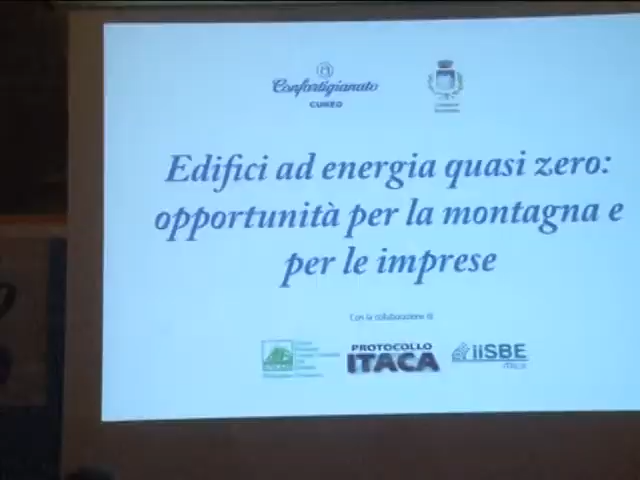 Confartigianato
CUNEO
Edifici ad energia quasi zero:
opportunità per la montagna e
per le imprese
Con la collaborazione di
PROTOCOLLO
ITACA
iiSBE
ITALIA